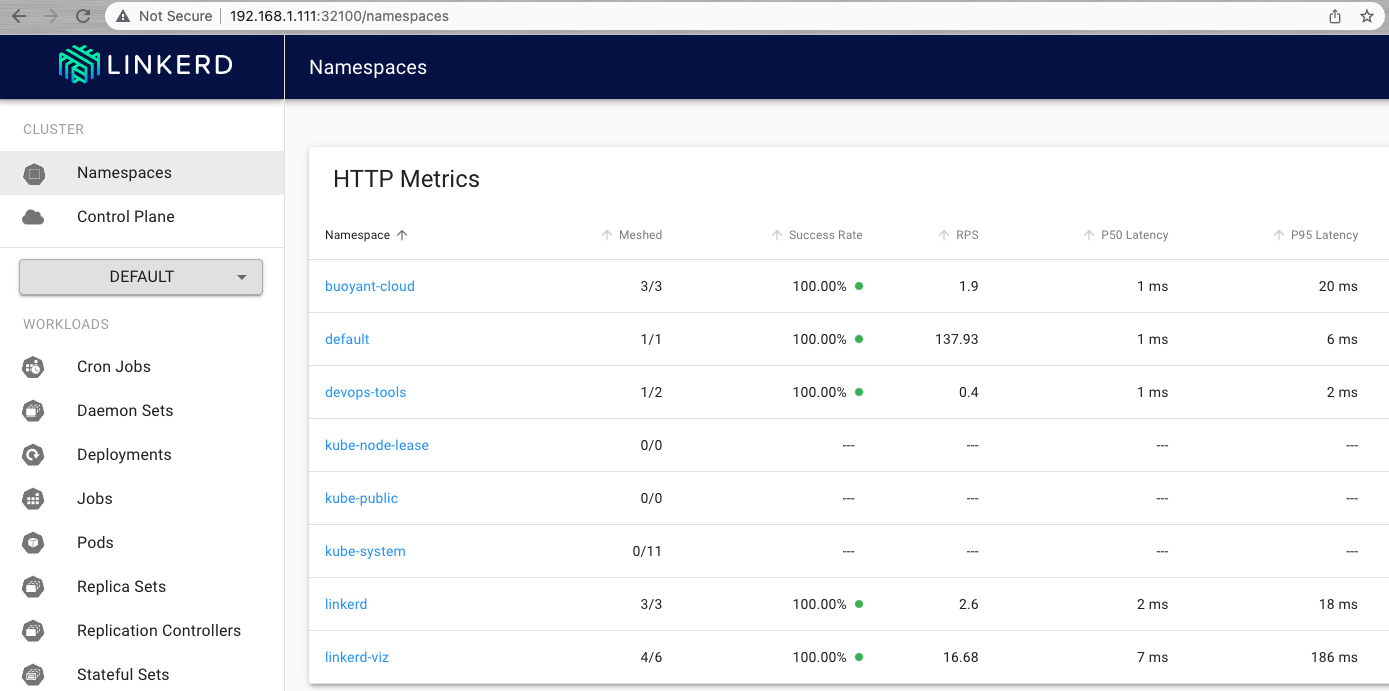 Not Secure 192.168.1.111:32100/namespaces
LINKERD
Namespaces
CLUSTER
Namespaces
Control Plane
DEFAULT
WORKLOADS
Cron Jobs
Daemon Sets
Deployments
Jobs
Pods
Replica Sets
Replication Controllers
Stateful Sets
HTTP Metrics
Namespace Meshed Success Rate RPS P50 Latency P95 Latency
buoyant-cloud 3/3 100.00% 1.9 1 ms 20 ms
default 1/1 100.00% 137.93 1 ms 6 ms
devops-tools 1/2 100.00% 0.4 1 ms 2 ms
kube-node-lease 0/0 --- --- --- ---
kube-public 0/0 --- --- --- ---
kube-system 0/11 --- --- --- ---
linkerd 3/3 100.00% 2.6 2 ms 18 ms
linkerd-viz 4/6 100.00% 16.68 7 ms 186 ms